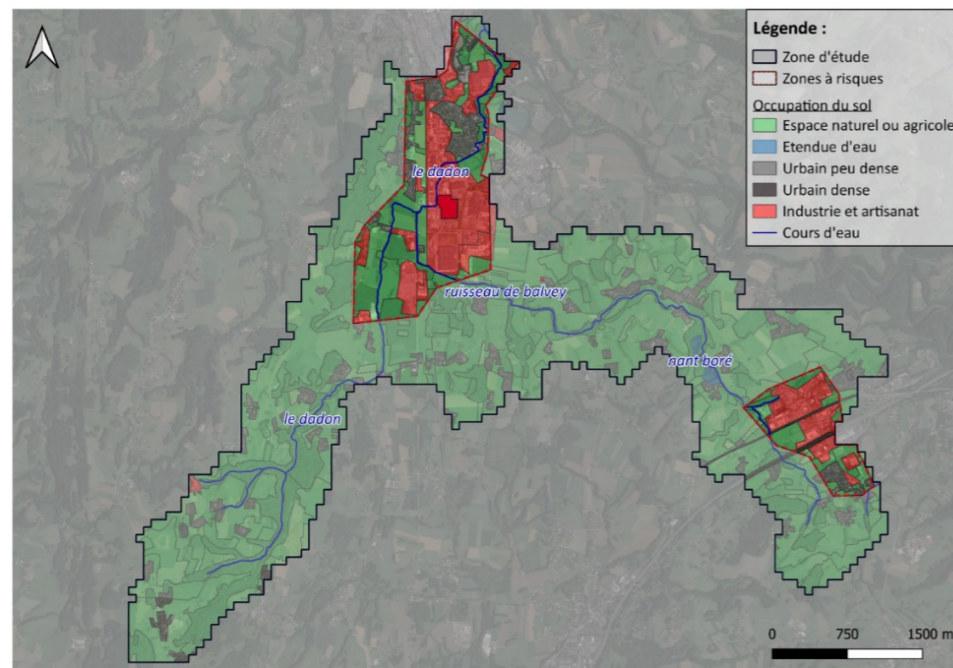 Légende :
Zone d'étude
Zones à risques
Occupation du sol
Espace naturel ou agricole
Etendue d'eau
Urbain peu dense
Urbain dense
Industrie et artisanat
Cours d'eau
le dadon
ruisseau de balvey
nant boré
le dadon
0 750 1500 m